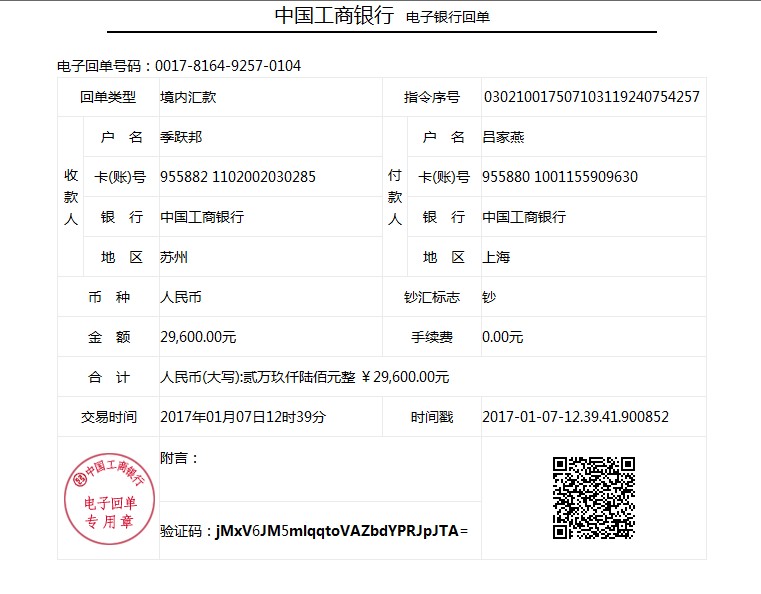 中国工商银行 电子银行回单
电子回单号码：0017-8164-9257-0104
回单类型 境内汇款 指令序号 030210017507103119240754257
收款人 付款人
户 名 季跃邦 户 名 吕家燕
卡(账)号 955882 1102002030285 卡(账)号 955880 1001155909630
银 行 中国工商银行 银 行 中国工商银行
地 区 苏州 地 区 上海
币 种 人民币 钞汇标志 钞
金 额 29,600.00元 手续费 0.00元
合 计 人民币(大写):贰万玖仟陆佰元整 ￥29,600.00元
交易时间 2017年01月07日12时39分 时间戳 2017-01-07-12.39.41.900852
附言：
中国工商银行
电子回单
专用章
验证码：jMxV6JM5mlqqtoVAZbdYPRJpJTA=